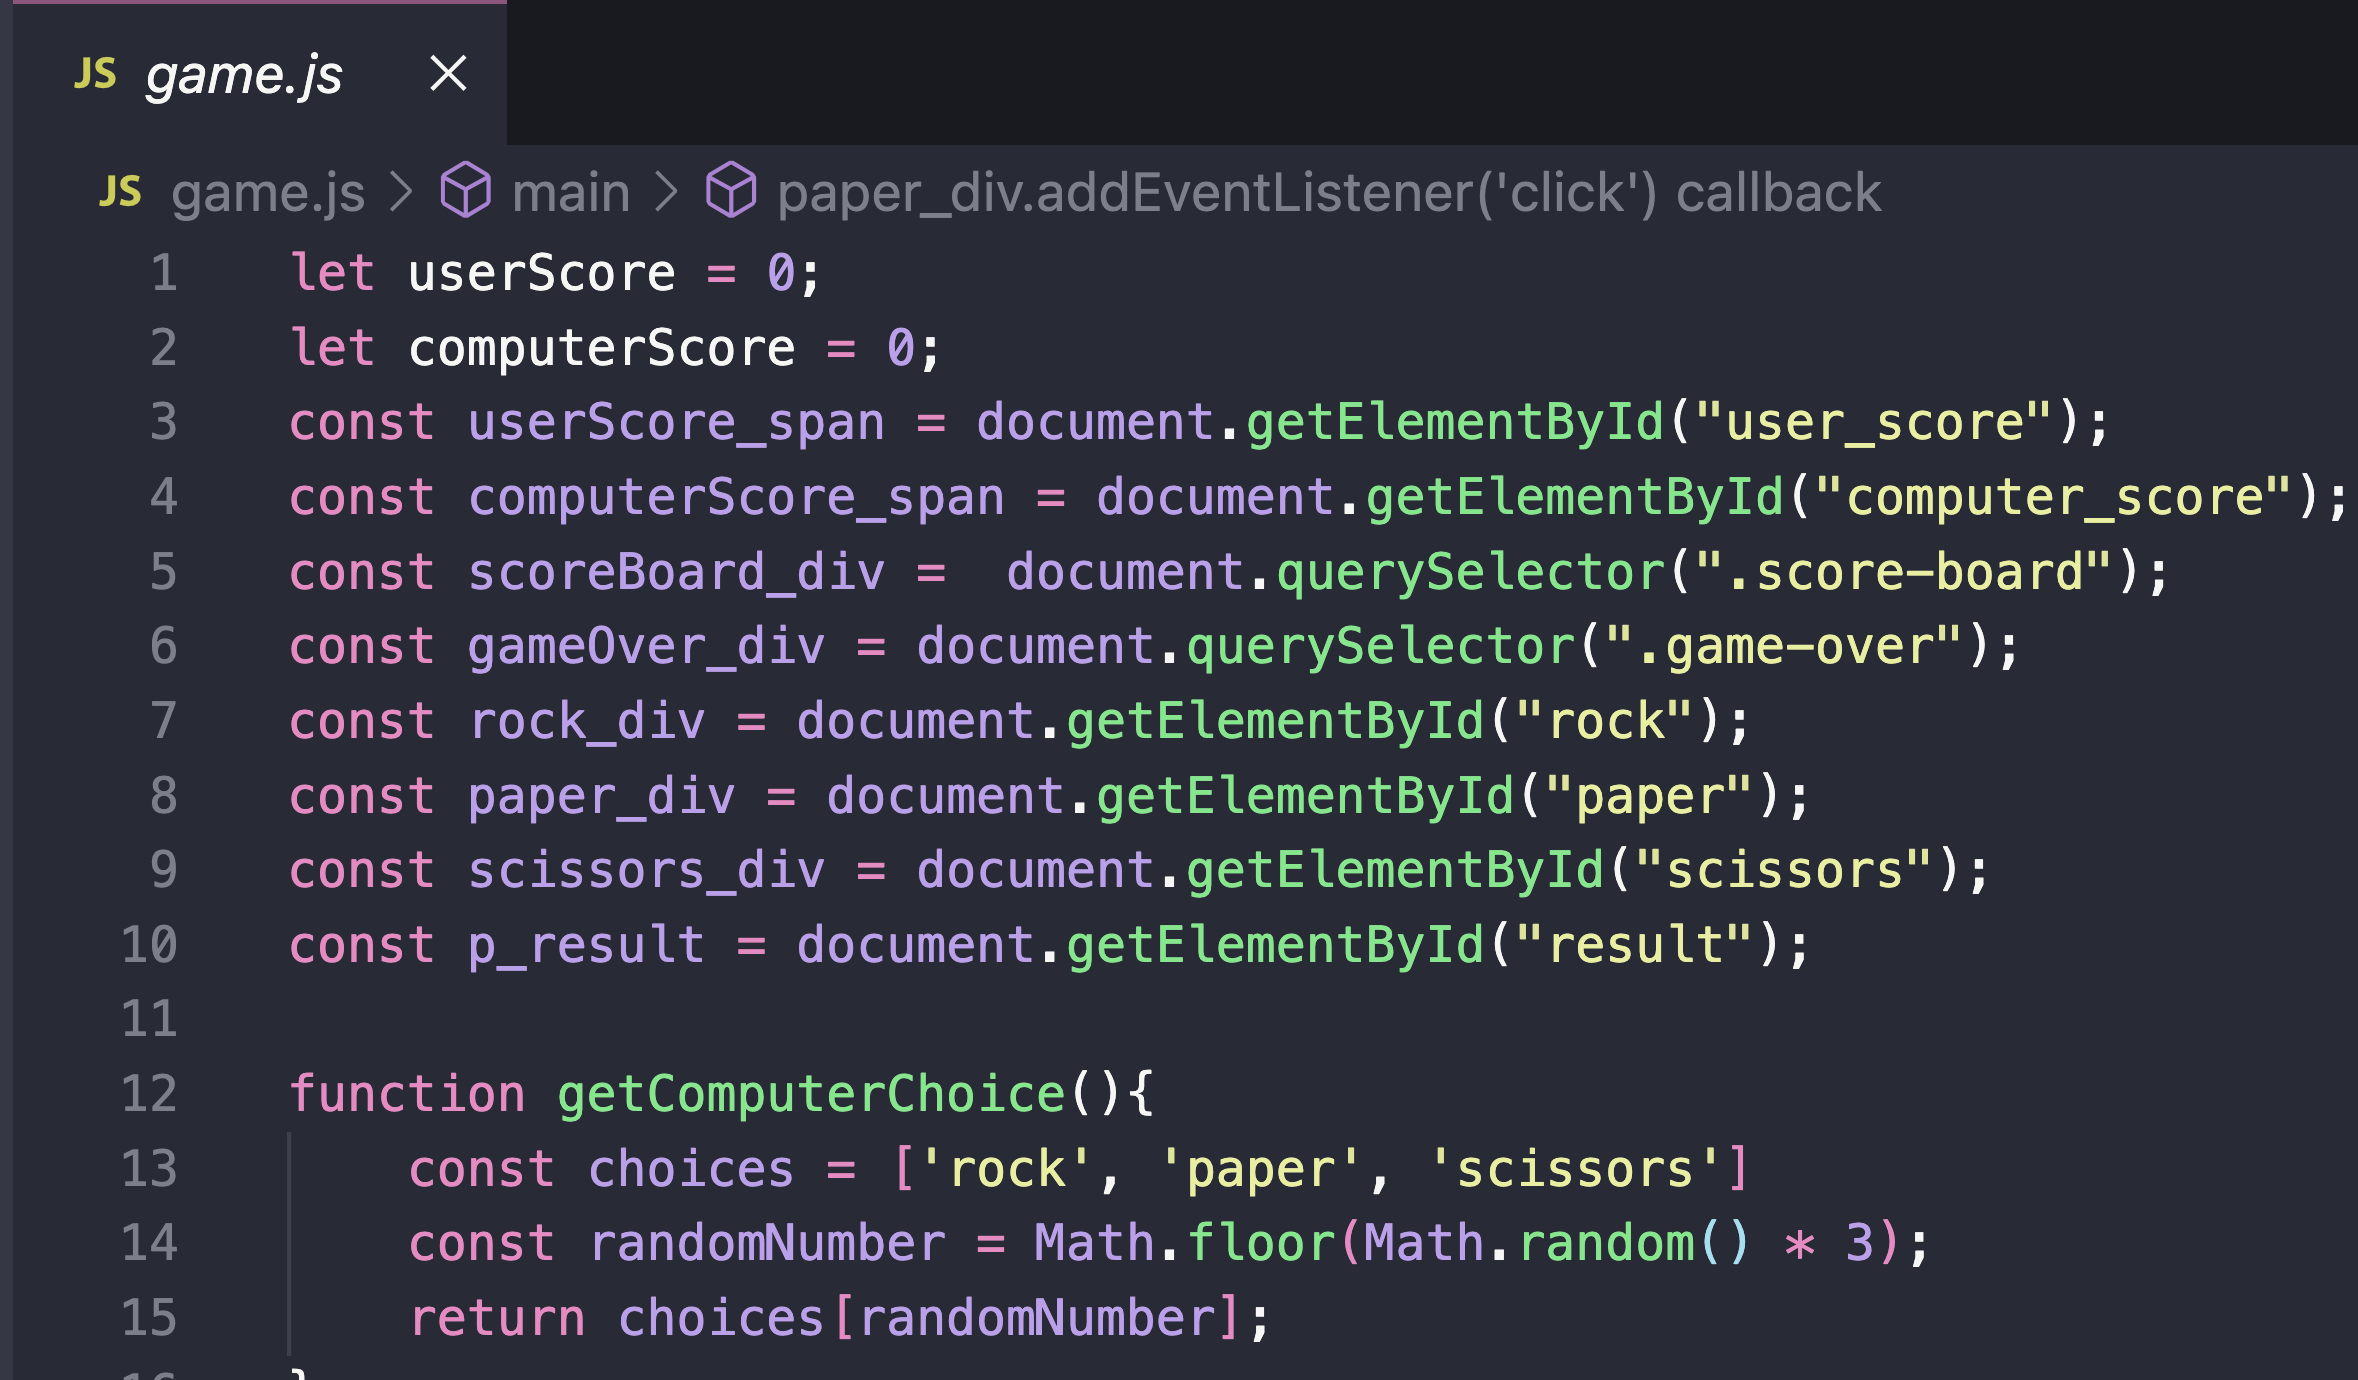 JS game.js ×
JS game.js > main > paper_div.addEventListener('click') callback
1 let userScore = 0;
2 let computerScore = 0;
3 const userScore_span = document.getElementById("user_score");
4 const computerScore_span = document.getElementById("computer_score");
5 const scoreBoard_div =  document.querySelector(".score-board");
6 const gameOver_div = document.querySelector(".game-over");
7 const rock_div = document.getElementById("rock");
8 const paper_div = document.getElementById("paper");
9 const scissors_div = document.getElementById("scissors");
10 const p_result = document.getElementById("result");
11
12 function getComputerChoice(){
13     const choices = ['rock', 'paper', 'scissors']
14     const randomNumber = Math.floor(Math.random() * 3);
15     return choices[randomNumber];